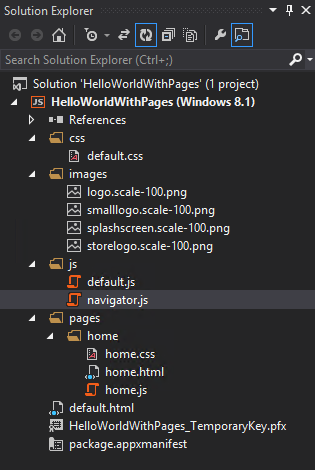 Solution Explorer
Search Solution Explorer (Ctrl+;)
Solution 'HelloWorldWithPages' (1 project)
JS HelloWorldWithPages (Windows 8.1)
References
css
default.css
images
logo.scale-100.png
smalllogo.scale-100.png
splashscreen.scale-100.png
storelogo.scale-100.png
js
default.js
navigator.js
pages
home
home.css
home.html
home.js
default.html
HelloWorldWithPages_TemporaryKey.pfx
package.appxmanifest